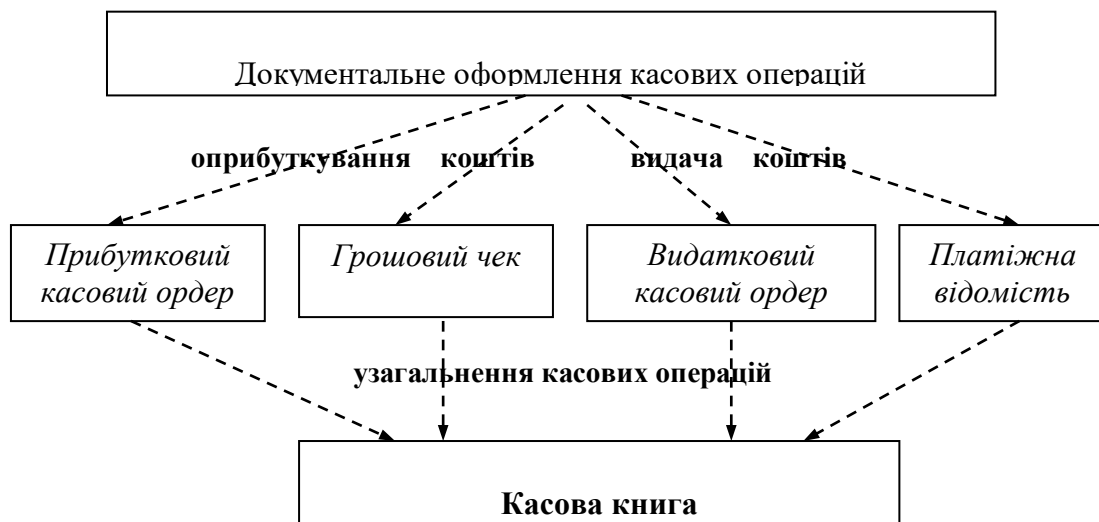 Документальне оформлення касових операцій
оприбуткування коштів видача коштів
Прибутковий
касовий ордер
Грошовий чек
Видатковий
касовий ордер
Платіжна
відомість
узагальнення касових операцій
Касова книга